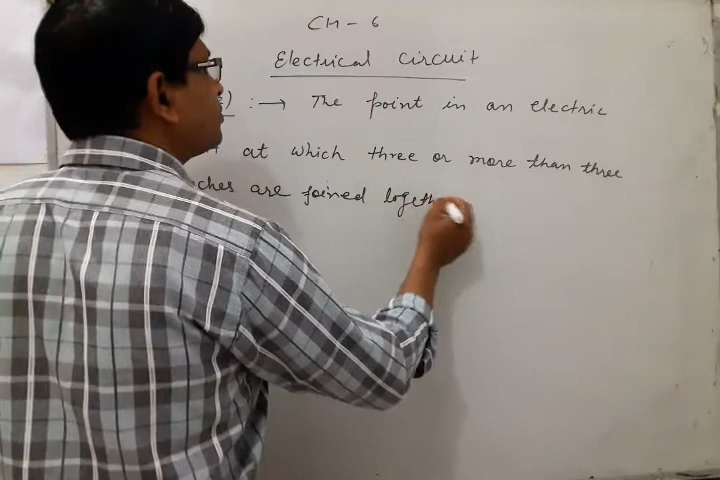 CH - 6
Electrical Circuit
) :→ The point in an electric
at which three or more than three
ches are joined togeth